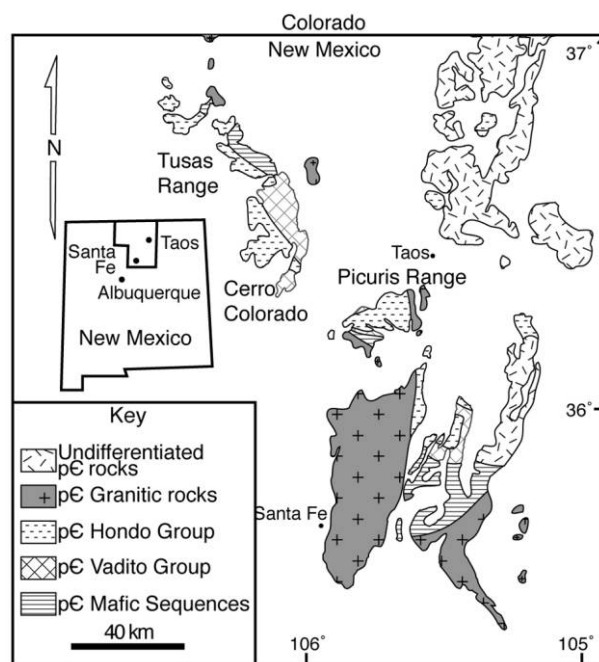 Colorado
New Mexico
37°
N
Tusas
Range
Taos
Santa
Fe
Albuquerque
New Mexico
Taos
Picuris Range
Cerro
Colorado
Key
36°
Undifferentiated
pЄ rocks
pЄ Granitic rocks
pЄ Hondo Group
pЄ Vadito Group
pЄ Mafic Sequences
40 km
Santa Fe
106°
105°